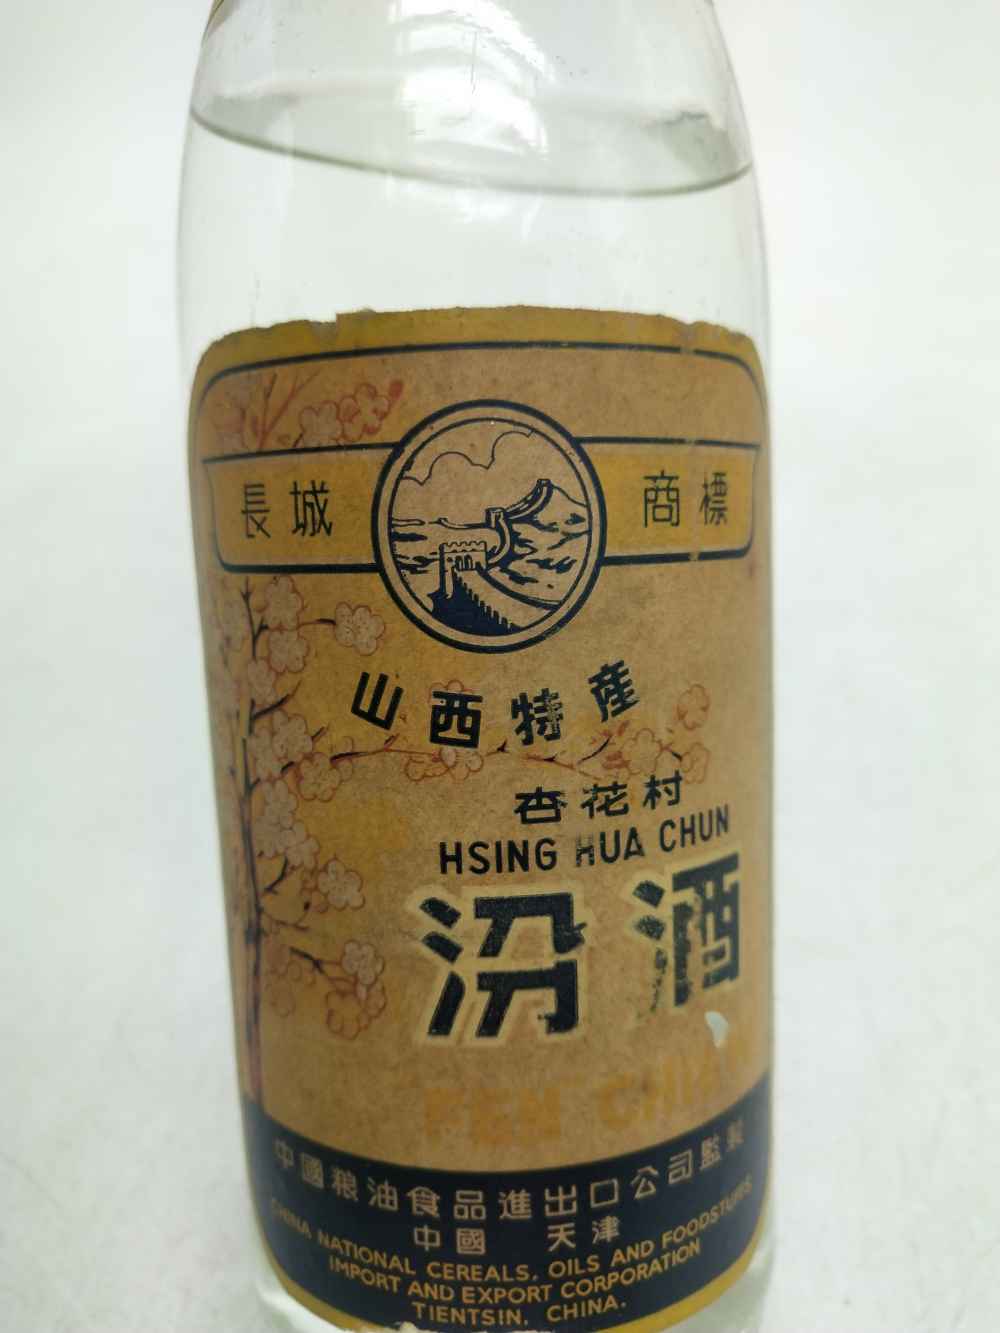 長城 商標
山西特產
杏花村
HSING HUA CHUN
汾酒
FEN CHIEW
中國粮油食品進出口公司監製
中國 天津
CHINA NATIONAL CEREALS, OILS AND FOODSTUFFS
IMPORT AND EXPORT CORPORATION
TIENTSIN, CHINA.